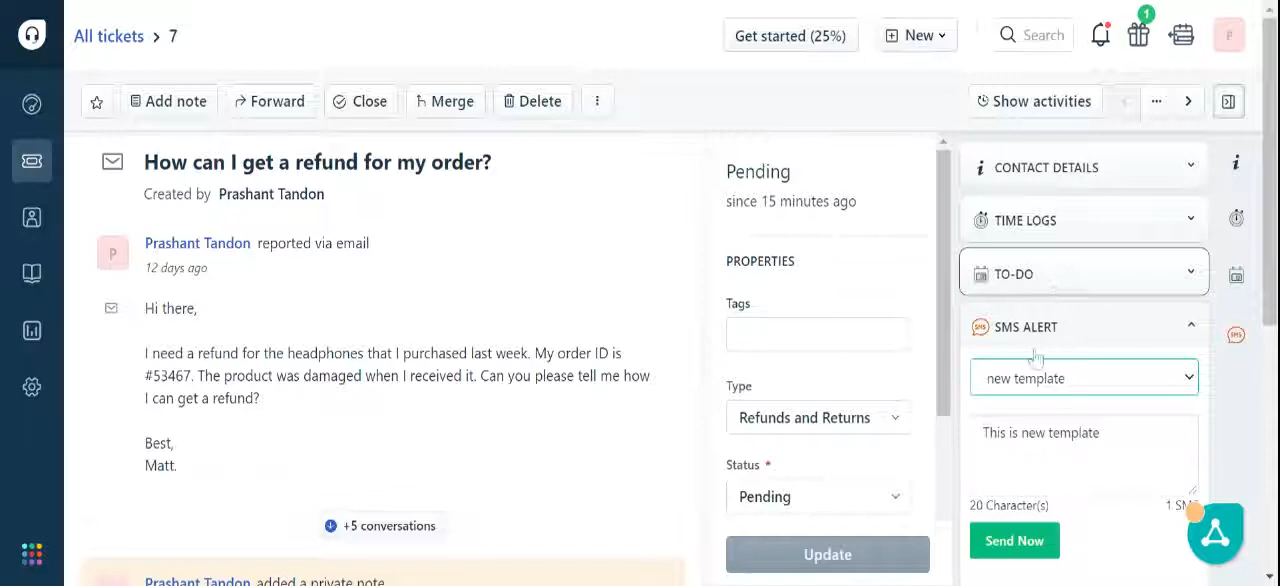 All tickets > 7
Get started (25%)
New
Search
1
P
Add note
Forward
Close
Merge
Delete
Show activities
How can I get a refund for my order?
Created by Prashant Tandon
P
Prashant Tandon reported via email
12 days ago
Hi there,
I need a refund for the headphones that I purchased last week. My order ID is
#53467. The product was damaged when I received it. Can you please tell me how
I can get a refund?
Best,
Matt.
+5 conversations
Prashant Tandon added a private note
Pending
since 15 minutes ago
PROPERTIES
Tags
Type
Refunds and Returns
Status *
Pending
Update
CONTACT DETAILS
TIME LOGS
TO-DO
SMS
SMS ALERT
new template
This is new template
20 Character(s)
1 SM
Send Now
SMS